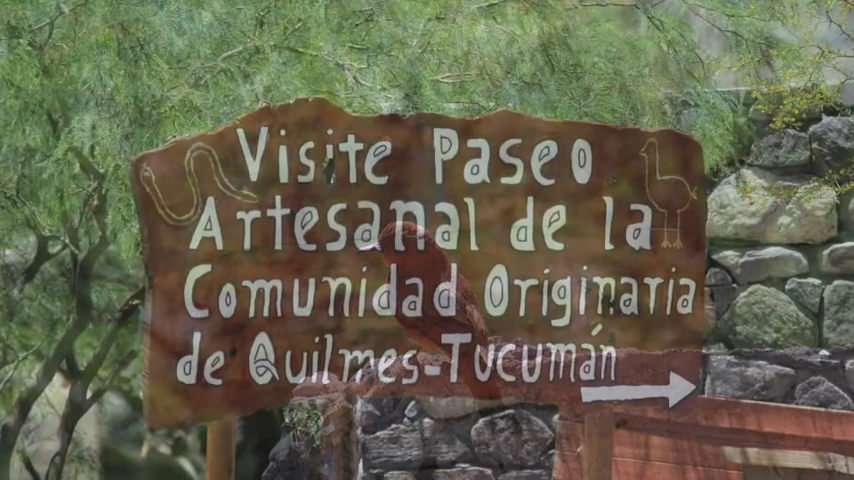 Visite Paseo
Artesanal de la
Comunidad Originaria
de Quilmes-Tucumán